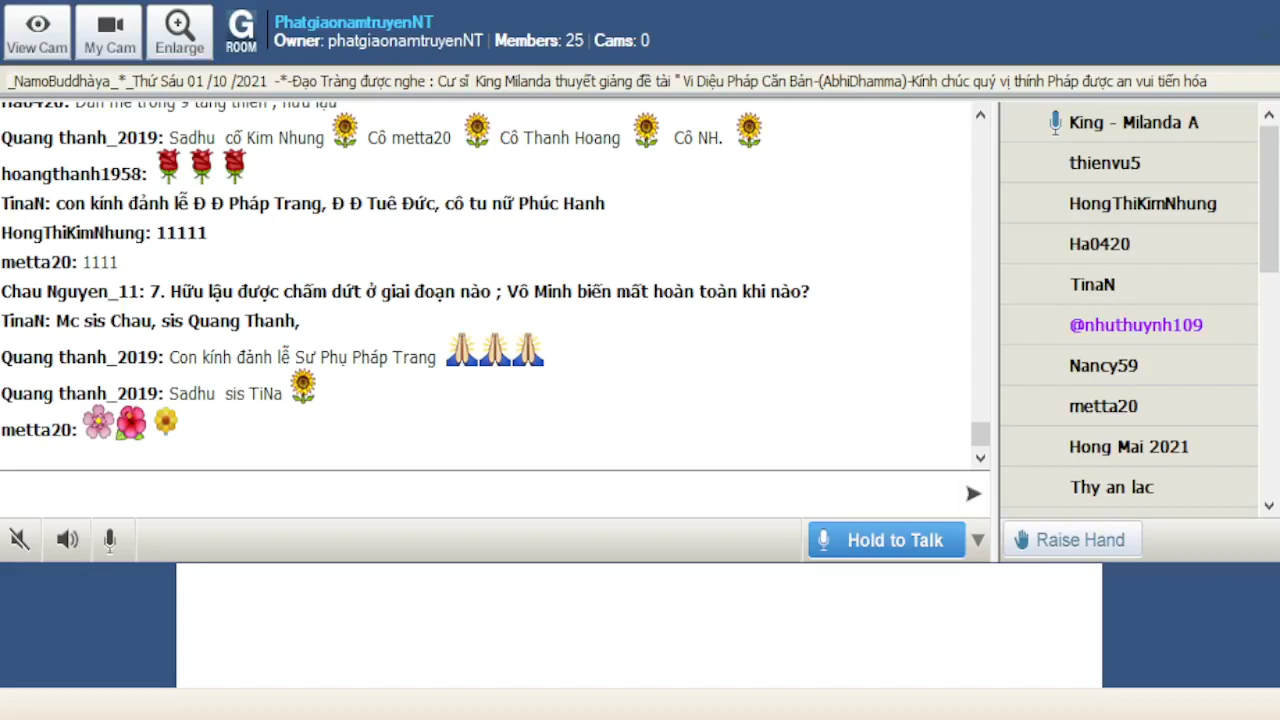 View Cam
My Cam
Enlarge
G
ROOM
PhatgiaonamtruyenNT
Owner: phatgiaonamtruyenNT | Members: 25 | Cams: 0
_NamoBuddhàya_*_Thứ Sáu 01 /10 /2021 -*-Đạo Tràng được nghe : Cư sĩ King Milanda thuyết giảng đề tài " Vi Diệu Pháp Căn Bản-(AbhiDhamma)-Kính chúc quý vị thính Pháp được an vui tiến hóa
Quang thanh_2019: Sadhu cố Kim Nhung Cô metta20 Cô Thanh Hoang Cô NH.
hoangthanh1958:
TinaN: con kính đảnh lễ Đ Đ Pháp Trang, Đ Đ Tuê Đức, cô tu nữ Phúc Hanh
HongThiKimNhung: 11111
metta20: 1111
Chau Nguyen_11: 7. Hữu lậu được chấm dứt ở giai đoạn nào ; Vô Minh biến mất hoàn toàn khi nào?
TinaN: Mc sis Chau, sis Quang Thanh,
Quang thanh_2019: Con kính đảnh lễ Sư Phụ Pháp Trang
Quang thanh_2019: Sadhu sis TiNa
metta20:
King - Milanda A
thienvu5
HongThiKimNhung
Ha0420
TinaN
@nhuthuynh109
Nancy59
metta20
Hong Mai 2021
Thy an lac
Hold to Talk
Raise Hand